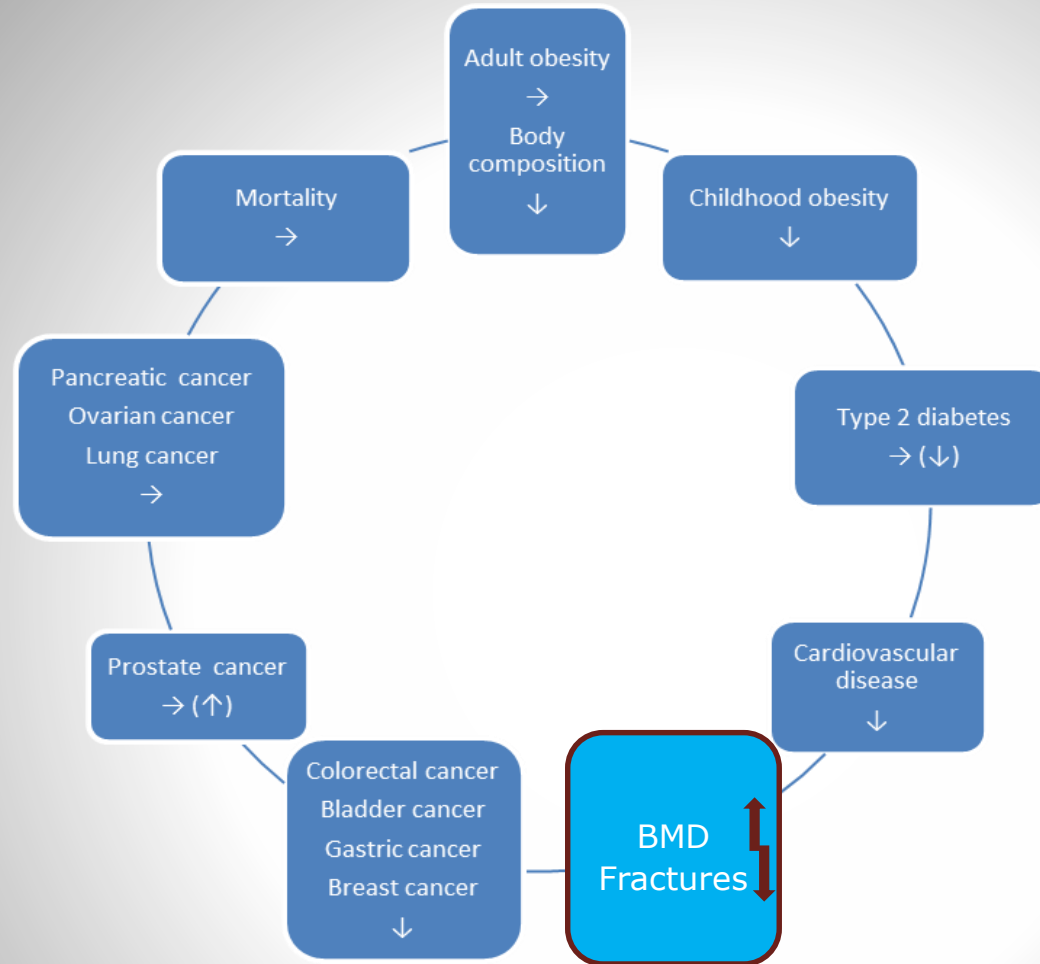 Adult obesity
→
Body
composition
↓
Childhood obesity
↓
Type 2 diabetes
→ (↓)
Cardiovascular
disease
↓
BMD
Fractures
Colorectal cancer
Bladder cancer
Gastric cancer
Breast cancer
↓
Prostate cancer
→ (↑)
Pancreatic cancer
Ovarian cancer
Lung cancer
→
Mortality
→